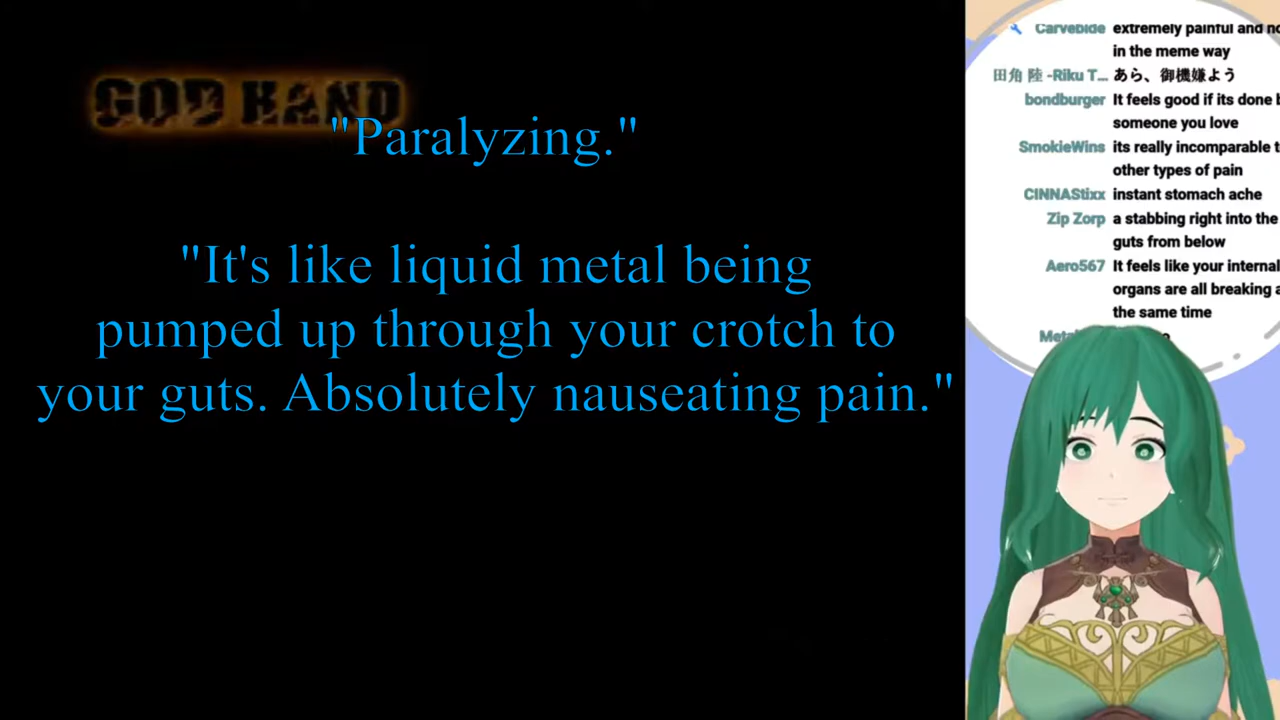 GOD HAND
"Paralyzing."
"It's like liquid metal being
pumped up through your crotch to
your guts. Absolutely nauseating pain."
Carvebide extremely painful and
in the meme way
田角 陸 -Riku T... あら、御機嫌よう
bondburger It feels good if its done
someone you love
SmokieWins its really incomparable
other types of pain
CINNAStixx instant stomach ache
Zip Zorp a stabbing right into the
guts from below
Aero567 It feels like your internal
organs are all breaking
the same time